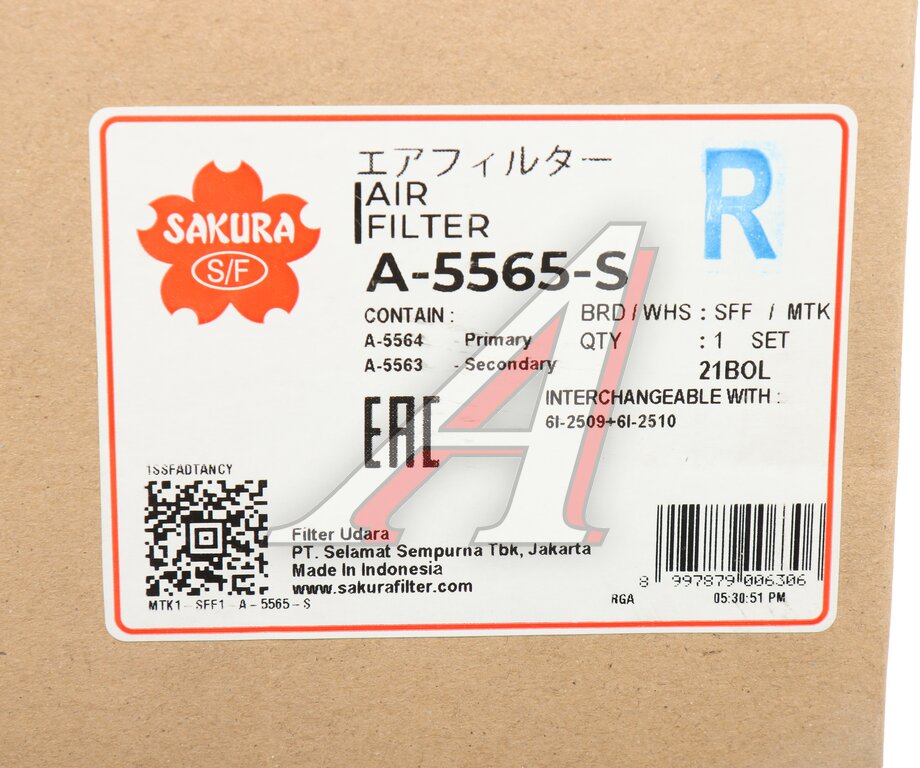 エアフィルター
AIR
FILTER
R
SAKURA
S/F
A-5565-S
CONTAIN :
A-5564 - Primary
A-5563 - Secondary
BRD / WHS : SFF / MTK
QTY : 1 SET
21BOL
INTERCHANGEABLE WITH :
6I-2509+6I-2510
EAC
1SSFADTANCY
MTK1-SFF1-A-5565-S
Filter Udara
PT. Selamat Sempurna Tbk, Jakarta
Made In Indonesia
www.sakurafilter.com
8 997879 006306
RGA 05:30:51 PM
A